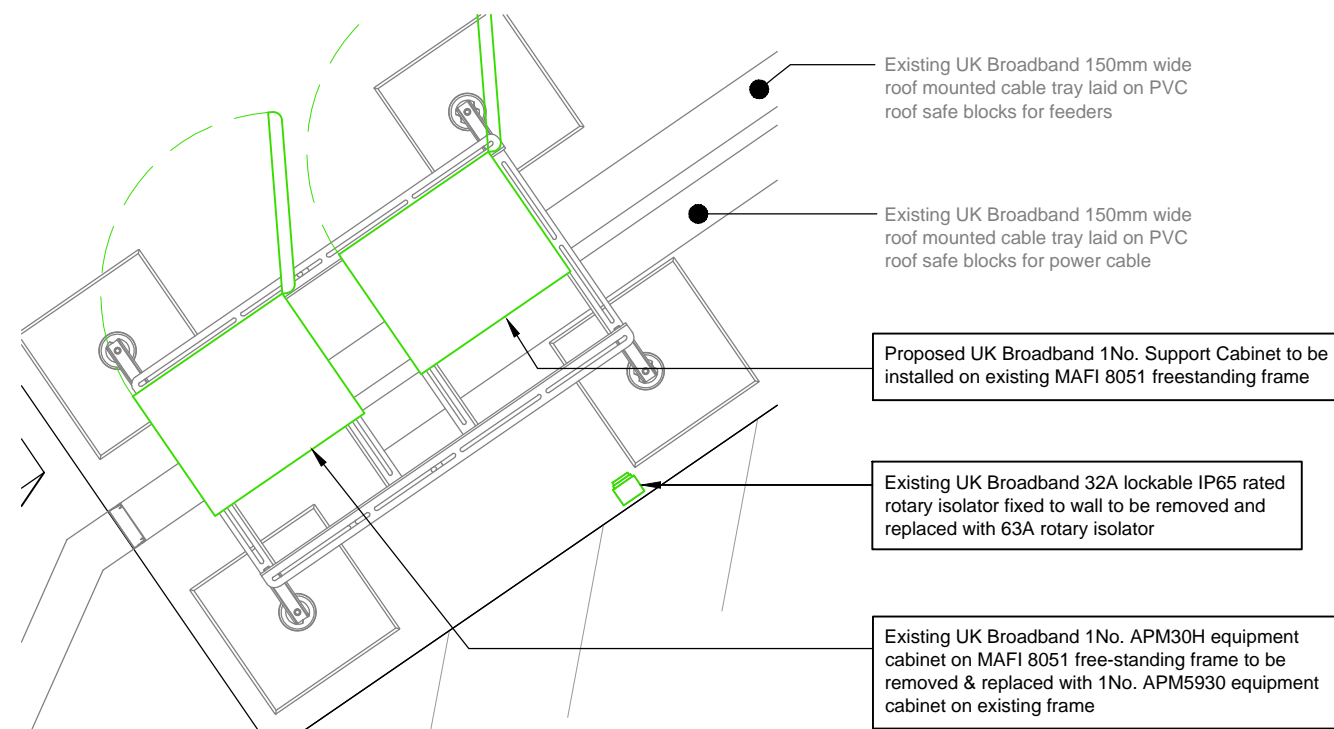 Existing UK Broadband 150mm wide
roof mounted cable tray laid on PVC
roof safe blocks for feeders
Existing UK Broadband 150mm wide
roof mounted cable tray laid on PVC
roof safe blocks for power cable
Proposed UK Broadband 1No. Support Cabinet to be
installed on existing MAFI 8051 freestanding frame
Existing UK Broadband 32A lockable IP65 rated
rotary isolator fixed to wall to be removed and
replaced with 63A rotary isolator
Existing UK Broadband 1No. APM30H equipment
cabinet on MAFI 8051 free-standing frame to be
removed & replaced with 1No. APM5930 equipment
cabinet on existing frame